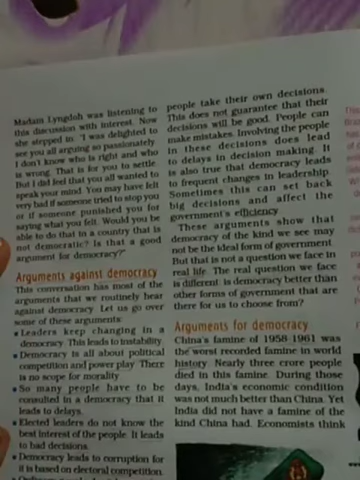 Madam Lyngdoh was listening to
this discussion with interest. Now
she stepped in: "I was delighted to
see you all arguing so passionately.
I don't know who is right and who
is wrong. That is for you to settle.
But I did feel that you all wanted to
speak your mind. You may have felt
very bad if someone tried to stop you
or if someone punished you for
saying what you felt. Would you be
able to do that in a country that is
not democratic? Is that a good
argument for democracy?"
Arguments against democracy
This conversation has most of the
arguments that we routinely hear
against democracy. Let us go over
some of these arguments:
• Leaders keep changing in a
democracy. This leads to instability.
• Democracy is all about political
competition and power play. There
is no scope for morality.
• So many people have to be
consulted in a democracy that it
leads to delays.
• Elected leaders do not know the
best interest of the people. It leads
to bad decisions.
• Democracy leads to corruption for
it is based on electoral competition.
people take their own decisions.
This does not guarantee that their
decisions will be good. People can
make mistakes. Involving the people
in these decisions does lead
to delays in decision making. It
is also true that democracy leads
to frequent changes in leadership.
Sometimes this can set back
big decisions and affect the
government's efficiency.
These arguments show that
democracy of the kind we see may
not be the ideal form of government.
But that is not a question we face in
real life. The real question we face
is different: is democracy better than
other forms of government that are
there for us to choose from?
Arguments for democracy
China's famine of 1958-1961 was
the worst recorded famine in world
history. Nearly three crore people
died in this famine. During those
days, India's economic condition
was not much better than China. Yet
India did not have a famine of the
kind China had. Economists think